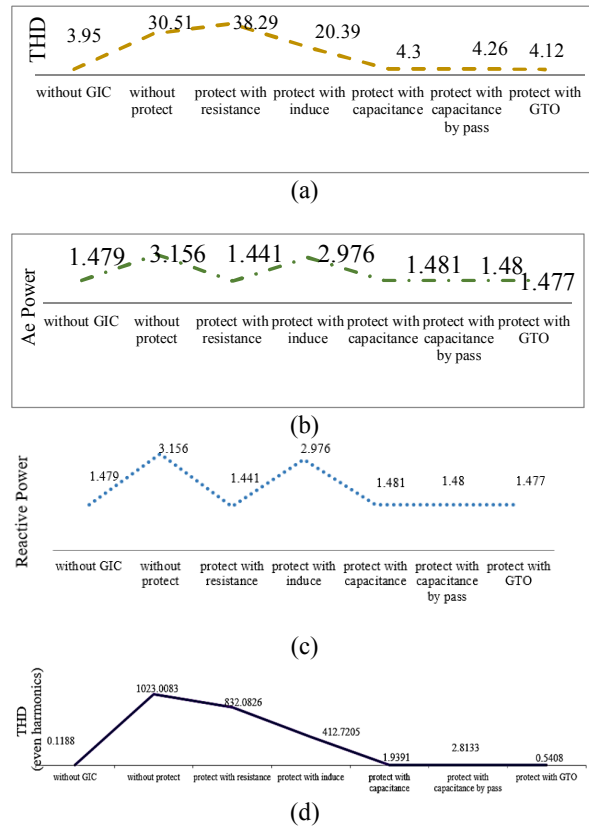 THD
3.95 30.51 38.29 20.39 4.3 4.26 4.12
without GIC without protect with protect with protect with protect with protect with
protect resistance induce capacitance capacitance GTO
by pass
(a)
Ae Power
1.479 3.156 1.441 2.976 1.481 1.48 1.477
without GIC without protect with protect with protect with protect with protect with
protect resistance induce capacitance capacitance GTO
by pass
(b)
Reactive Power
1.479 3.156 1.441 2.976 1.481 1.48 1.477
without GIC without protect with protect with protect with protect with protect with
protect resistance induce capacitance capacitance GTO
by pass
(c)
THD
(even harmonics)
0.1188 1023.0083 832.0826 412.7205 1.9391 2.8133 0.5408
without GIC without protect protect with resistance protect with induce protect with protect with protect with GTO
capacitance capacitance by pass
(d)